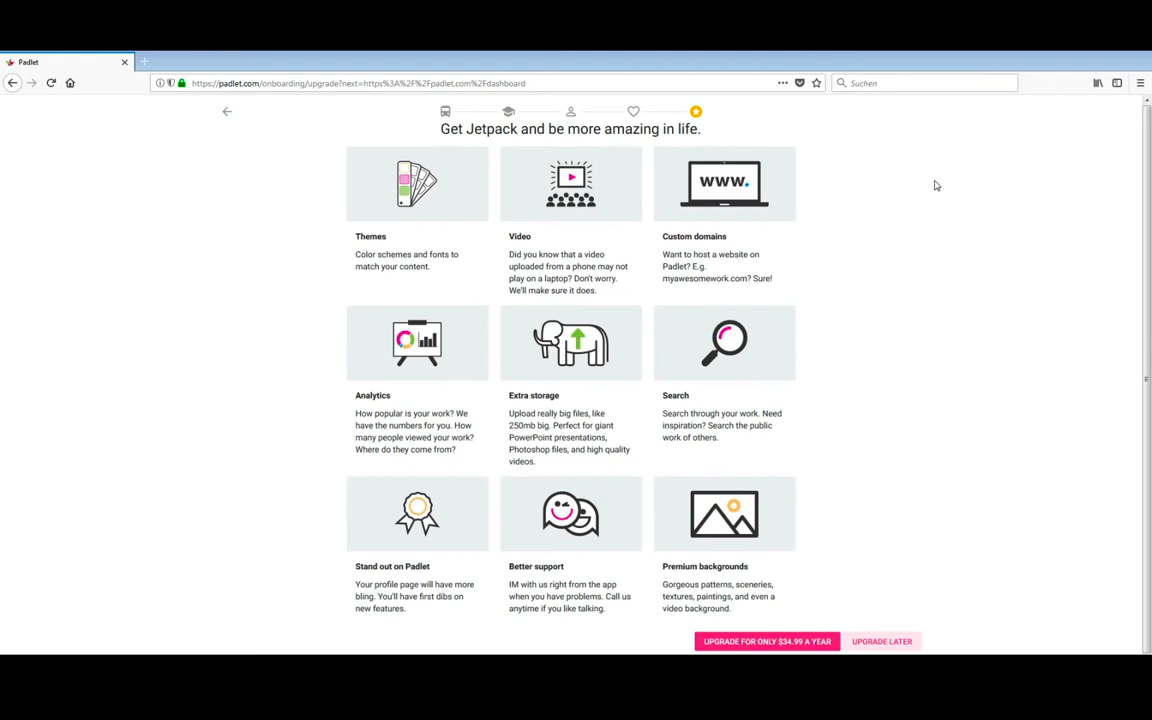 Padlet
https://padlet.com/onboarding/upgrade?next=https%3A%2F%2Fpadlet.com%2Fdashboard
Suchen
Get Jetpack and be more amazing in life.
www.
Themes
Color schemes and fonts to
match your content.
Video
Did you know that a video
uploaded from a phone may not
play on a laptop? Don't worry.
We'll make sure it does.
Custom domains
Want to host a website on
Padlet? E.g.
myawesomework.com? Sure!
Analytics
How popular is your work? We
have the numbers for you. How
many people viewed your work?
Where do they come from?
Extra storage
Upload really big files, like
250mb big. Perfect for giant
PowerPoint presentations,
Photoshop files, and high quality
videos.
Search
Search through your work. Need
inspiration? Search the public
work of others.
Stand out on Padlet
Your profile page will have more
bling. You'll have first dibs on
new features.
Better support
IM with us right from the app
when you have problems. Call us
anytime if you like talking.
Premium backgrounds
Gorgeous patterns, sceneries,
textures, paintings, and even a
video background.
UPGRADE FOR ONLY $34.99 A YEAR
UPGRADE LATER